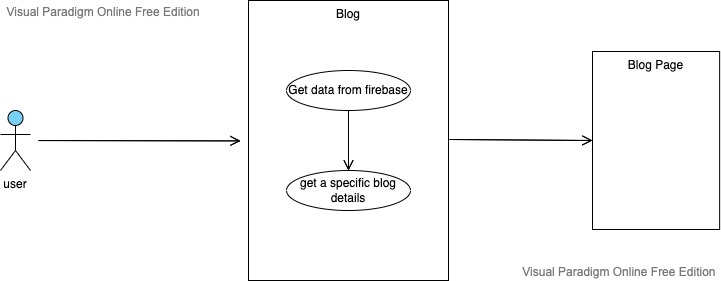 Visual Paradigm Online Free Edition
Blog
Blog Page
Get data from firebase
user
get a specific blog
details
Visual Paradigm Online Free Edition